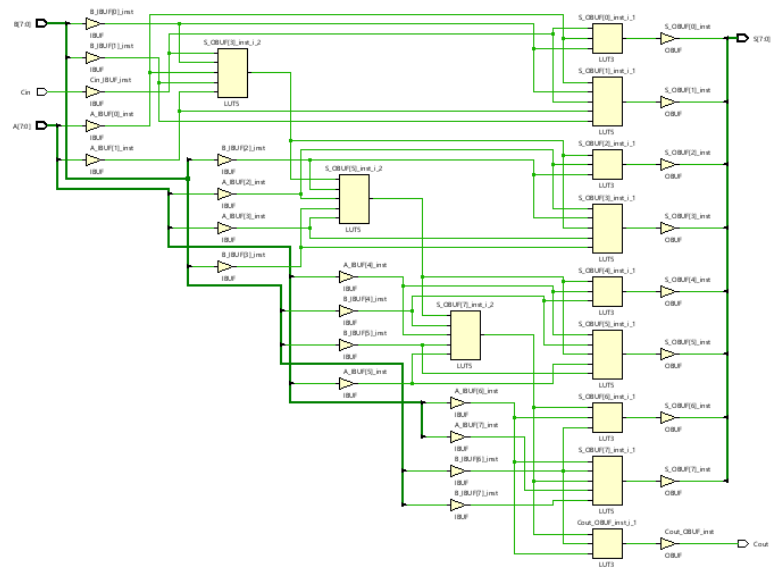 B[7:0]
B_IBUF[0]_inst
IBUF
B_IBUF[1]_inst
IBUF
Cin
Cin_IBUF_inst
IBUF
A[7:0]
A_IBUF[0]_inst
IBUF
A_IBUF[1]_inst
IBUF
S_OBUF[3]_inst_i_2
LUT5
B_IBUF[2]_inst
IBUF
A_IBUF[2]_inst
IBUF
A_IBUF[3]_inst
IBUF
B_IBUF[3]_inst
IBUF
S_OBUF[5]_inst_i_2
LUT5
A_IBUF[4]_inst
IBUF
B_IBUF[4]_inst
IBUF
B_IBUF[5]_inst
IBUF
A_IBUF[5]_inst
IBUF
S_OBUF[7]_inst_i_2
LUT5
A_IBUF[6]_inst
IBUF
A_IBUF[7]_inst
IBUF
B_IBUF[6]_inst
IBUF
B_IBUF[7]_inst
IBUF
S_OBUF[0]_inst_i_1
LUT3
S_OBUF[1]_inst_i_1
LUT5
S_OBUF[2]_inst_i_1
LUT3
S_OBUF[3]_inst_i_1
LUT5
S_OBUF[4]_inst_i_1
LUT3
S_OBUF[5]_inst_i_1
LUT5
S_OBUF[6]_inst_i_1
LUT3
S_OBUF[7]_inst_i_1
LUT5
Cout_OBUF_inst_i_1
LUT3
S_OBUF[0]_inst
OBUF
S_OBUF[1]_inst
OBUF
S_OBUF[2]_inst
OBUF
S_OBUF[3]_inst
OBUF
S_OBUF[4]_inst
OBUF
S_OBUF[5]_inst
OBUF
S_OBUF[6]_inst
OBUF
S_OBUF[7]_inst
OBUF
Cout_OBUF_inst
OBUF
S[7:0]
Cout